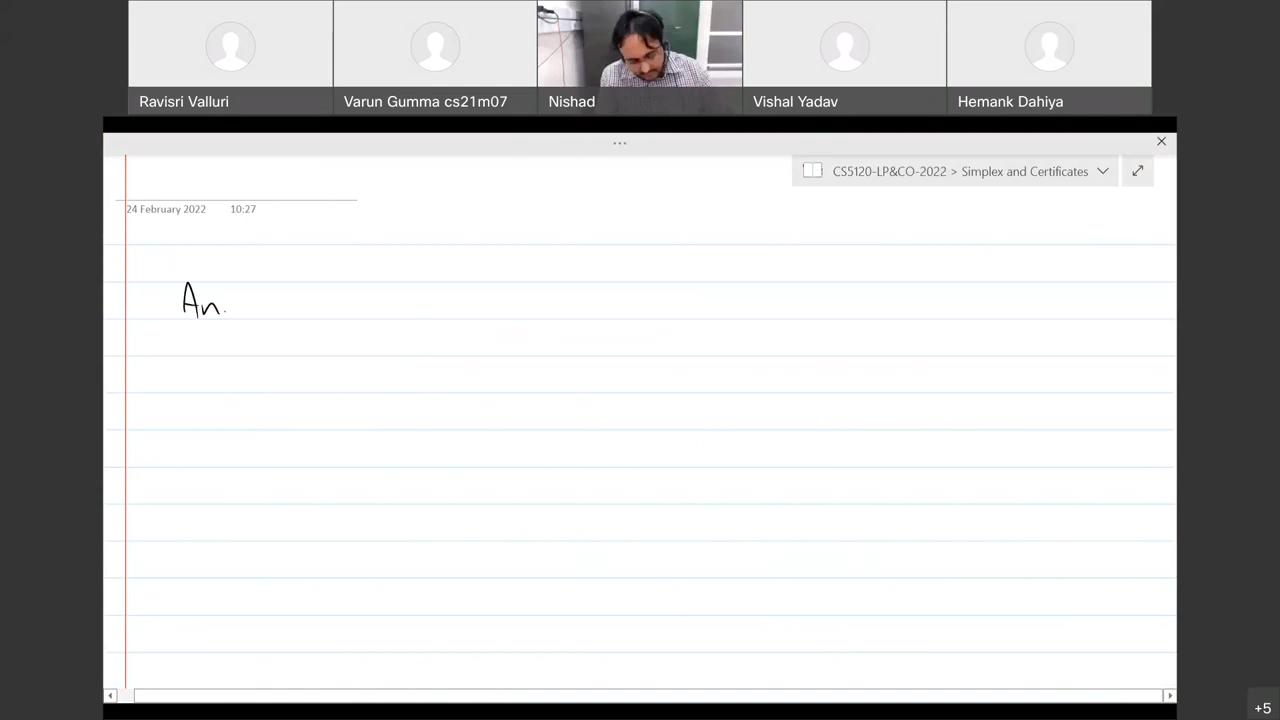 Ravisri Valluri
Varun Gumma cs21m07
Nishad
Vishal Yadav
Hemank Dahiya
...
CS5120-LP&CO-2022 > Simplex and Certificates
24 February 2022 10:27
An.
+5